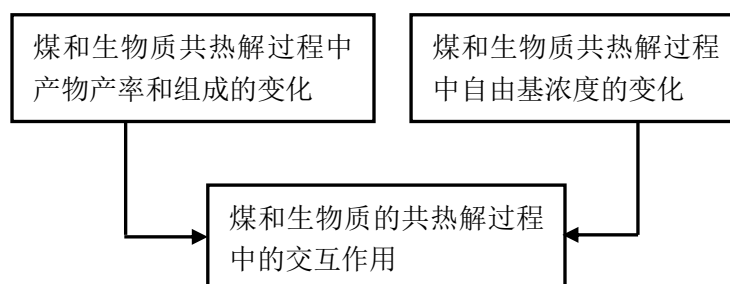 煤和生物质共热解过程中
产物产率和组成的变化
煤和生物质共热解过程
中自由基浓度的变化
煤和生物质的共热解过程
中的交互作用